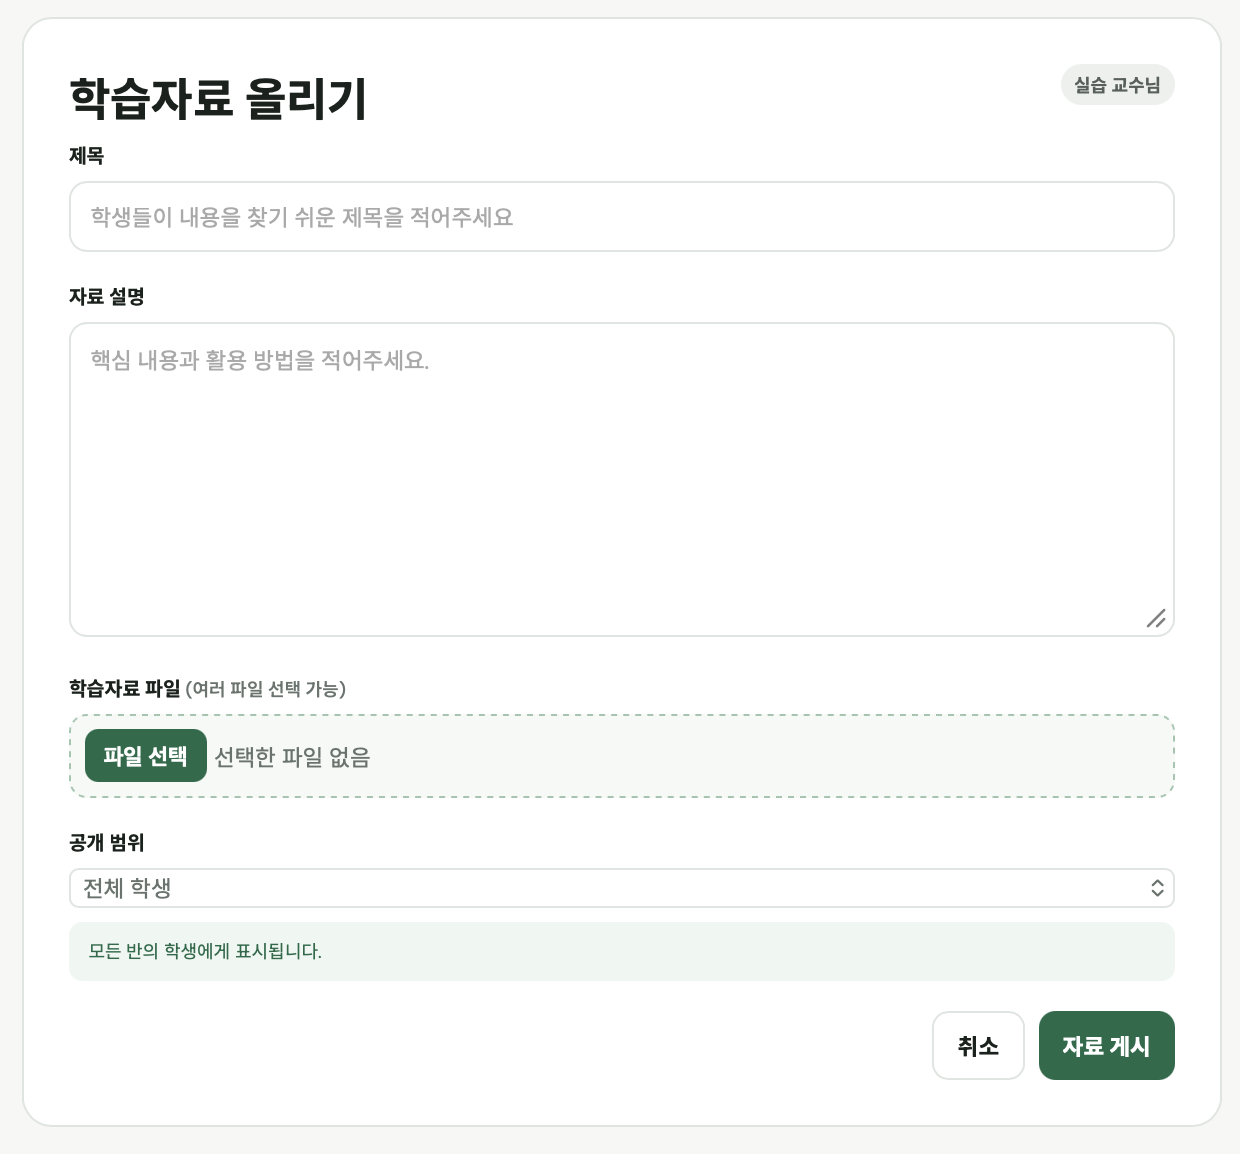 학습자료 올리기
실습 교수님
제목
학생들이 내용을 찾기 쉬운 제목을 적어주세요
자료 설명
핵심 내용과 활용 방법을 적어주세요.
학습자료 파일 (여러 파일 선택 가능)
파일 선택 선택한 파일 없음
공개 범위
전체 학생
모든 반의 학생에게 표시됩니다.
취소 자료 게시